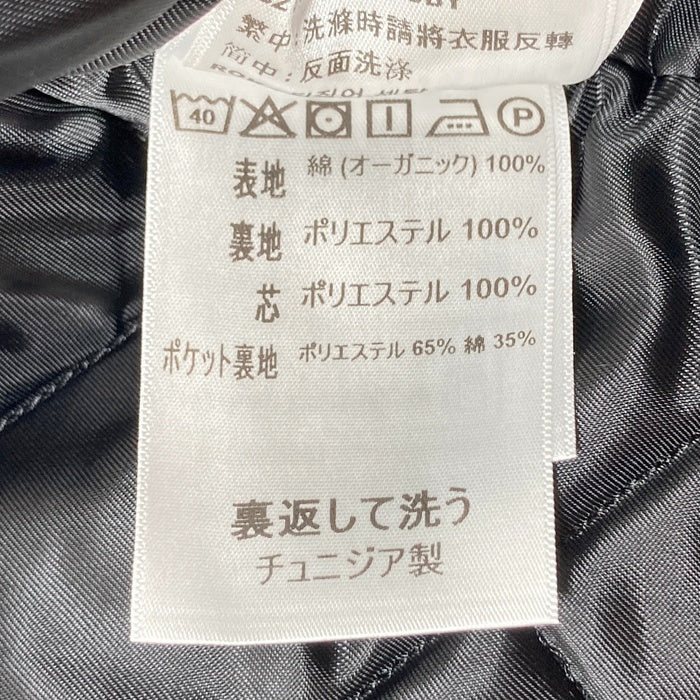 繁中:洗滌時請將衣服反轉
简中:反面洗涤
40 P
表地 綿 (オーガニック) 100%
裏地 ポリエステル 100%
芯 ポリエステル 100%
ポケット裏地 ポリエステル 65% 綿 35%
裏返して洗う
チュニジア製